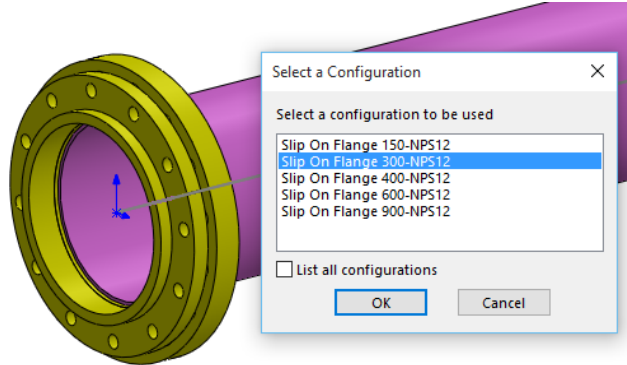 Select a Configuration
Select a configuration to be used
Slip On Flange 150-NPS12
Slip On Flange 300-NPS12
Slip On Flange 400-NPS12
Slip On Flange 600-NPS12
Slip On Flange 900-NPS12
List all configurations
OK Cancel